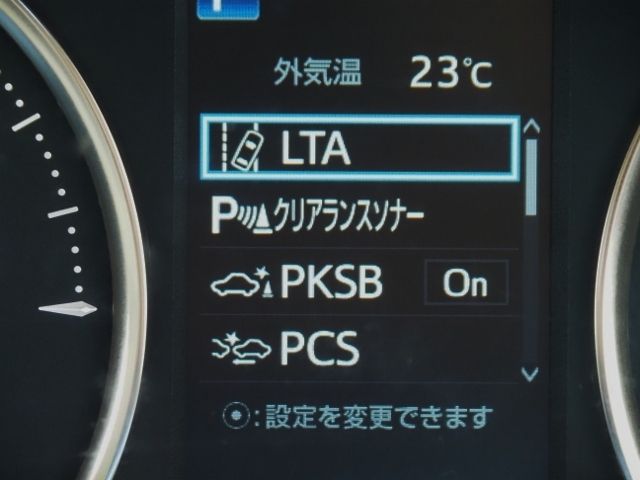 外気温 23℃
LTA
P クリアランスソナー
PKSB On
PCS
:設定を変更できます